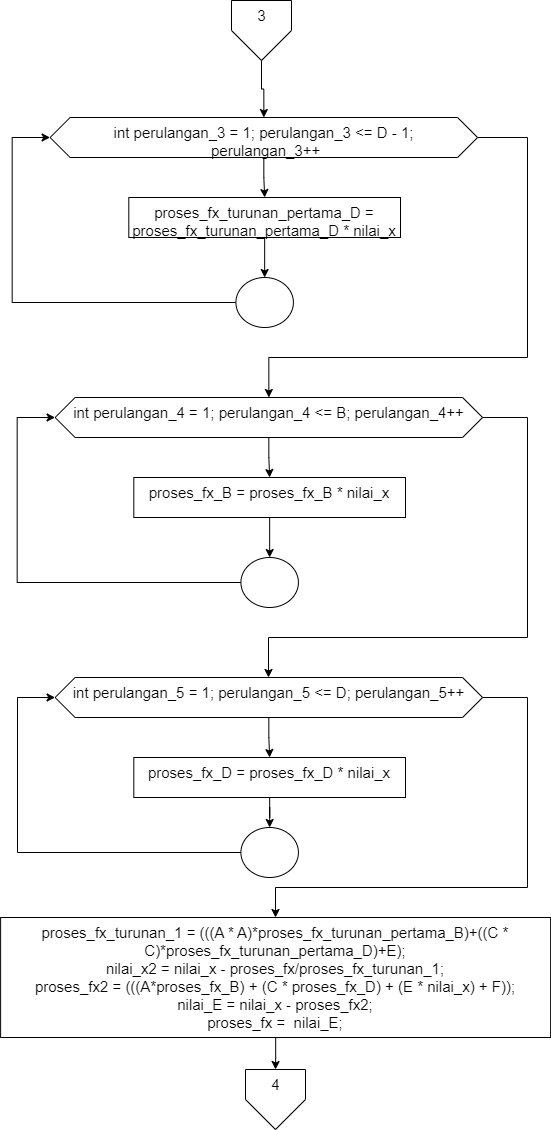 3
int perulangan_3 = 1; perulangan_3 <= D - 1;
perulangan_3++
proses_fx_turunan_pertama_D =
proses_fx_turunan_pertama_D * nilai_x
int perulangan_4 = 1; perulangan_4 <= B; perulangan_4++
proses_fx_B = proses_fx_B * nilai_x
int perulangan_5 = 1; perulangan_5 <= D; perulangan_5++
proses_fx_D = proses_fx_D * nilai_x
proses_fx_turunan_1 = (((A * A)*proses_fx_turunan_pertama_B)+((C *
C)*proses_fx_turunan_pertama_D)+E);
nilai_x2 = nilai_x - proses_fx/proses_fx_turunan_1;
proses_fx2 = (((A*proses_fx_B) + (C * proses_fx_D) + (E * nilai_x) + F));
nilai_E = nilai_x - proses_fx2;
proses_fx =  nilai_E;
4